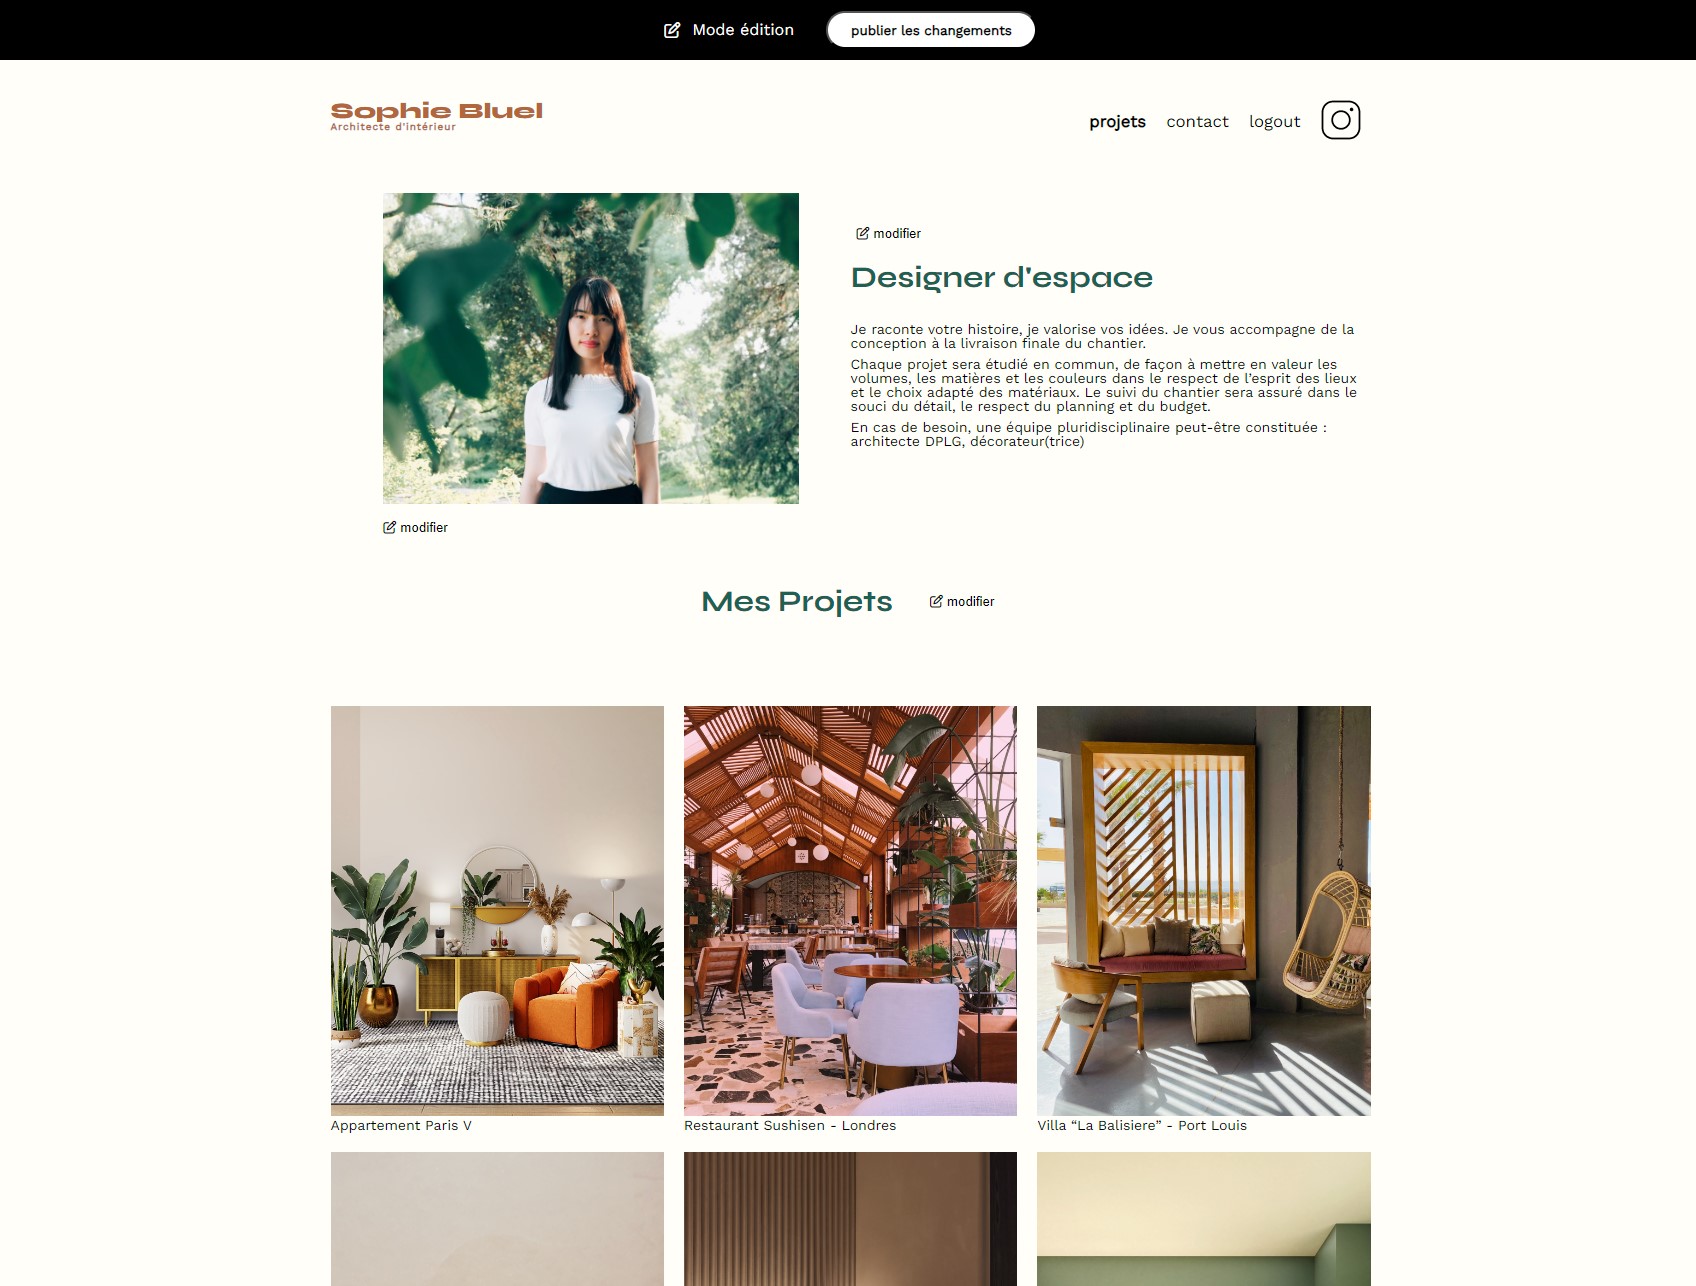 Mode édition
publier les changements
Sophie Bluel
Architecte d'intérieur
projets
contact
logout
modifier
Designer d'espace
Je raconte votre histoire, je valorise vos idées. Je vous accompagne de la
conception à la livraison finale du chantier.
Chaque projet sera étudié en commun, de façon à mettre en valeur les
volumes, les matières et les couleurs dans le respect de l’esprit des lieux
et le choix adapté des matériaux. Le suivi du chantier sera assuré dans le
souci du détail, le respect du planning et du budget.
En cas de besoin, une équipe pluridisciplinaire peut-être constituée :
architecte DPLG, décorateur(trice)
modifier
Mes Projets
modifier
Appartement Paris V
Restaurant Sushisen - Londres
Villa “La Balisiere” - Port Louis